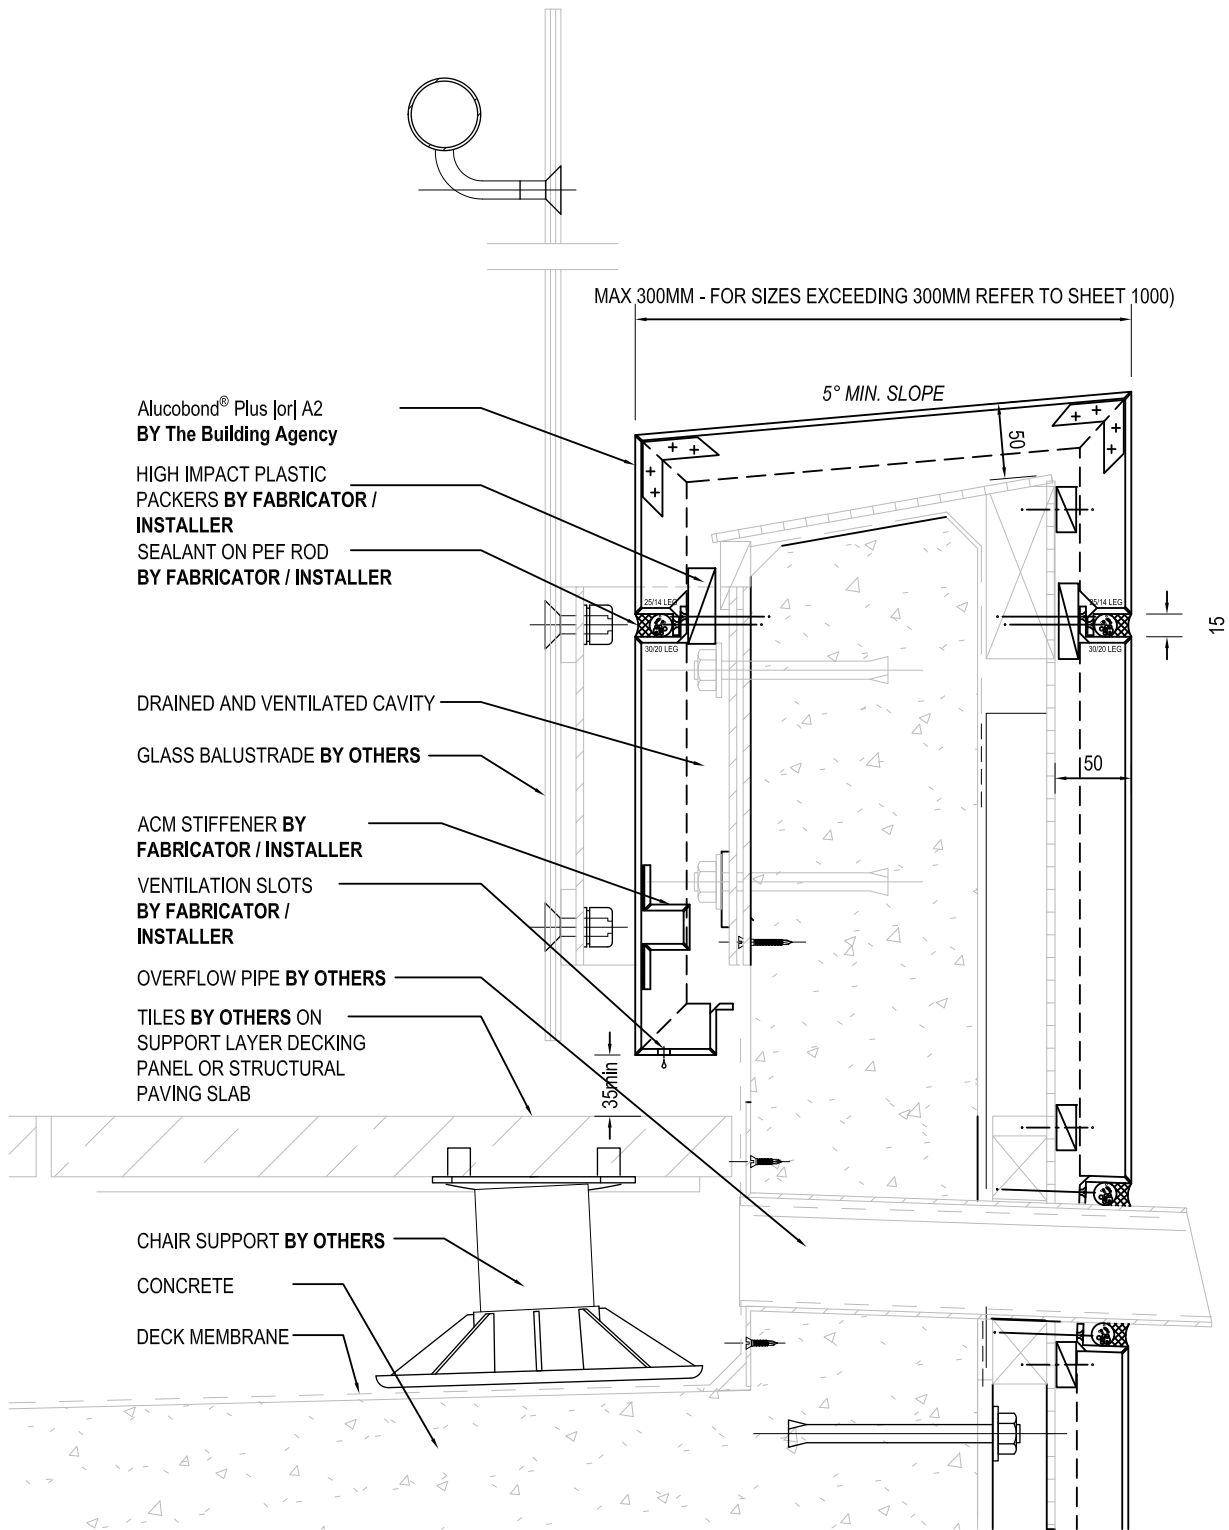 MAX 300MM - FOR SIZES EXCEEDING 300MM REFER TO SHEET 1000)
5° MIN. SLOPE
Alucobond® Plus |or| A2
BY The Building Agency
50
HIGH IMPACT PLASTIC
PACKERS BY FABRICATOR /
INSTALLER
SEALANT ON PEF ROD
BY FABRICATOR / INSTALLER
25/14 LEG
25/14 LEG
15
30/20 LEG
30/20 LEG
DRAINED AND VENTILATED CAVITY
GLASS BALUSTRADE BY OTHERS
50
ACM STIFFENER BY
FABRICATOR / INSTALLER
VENTILATION SLOTS
BY FABRICATOR /
INSTALLER
OVERFLOW PIPE BY OTHERS
TILES BY OTHERS ON
SUPPORT LAYER DECKING
PANEL OR STRUCTURAL
PAVING SLAB
35min
CHAIR SUPPORT BY OTHERS
CONCRETE
DECK MEMBRANE